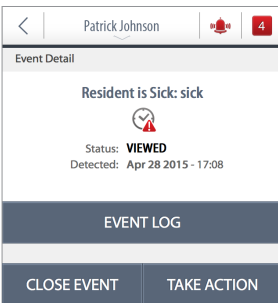 Patrick Johnson
4
Event Detail
Resident is Sick: sick
Status: VIEWED
Detected: Apr 28 2015 - 17:08
EVENT LOG
CLOSE EVENT
TAKE ACTION